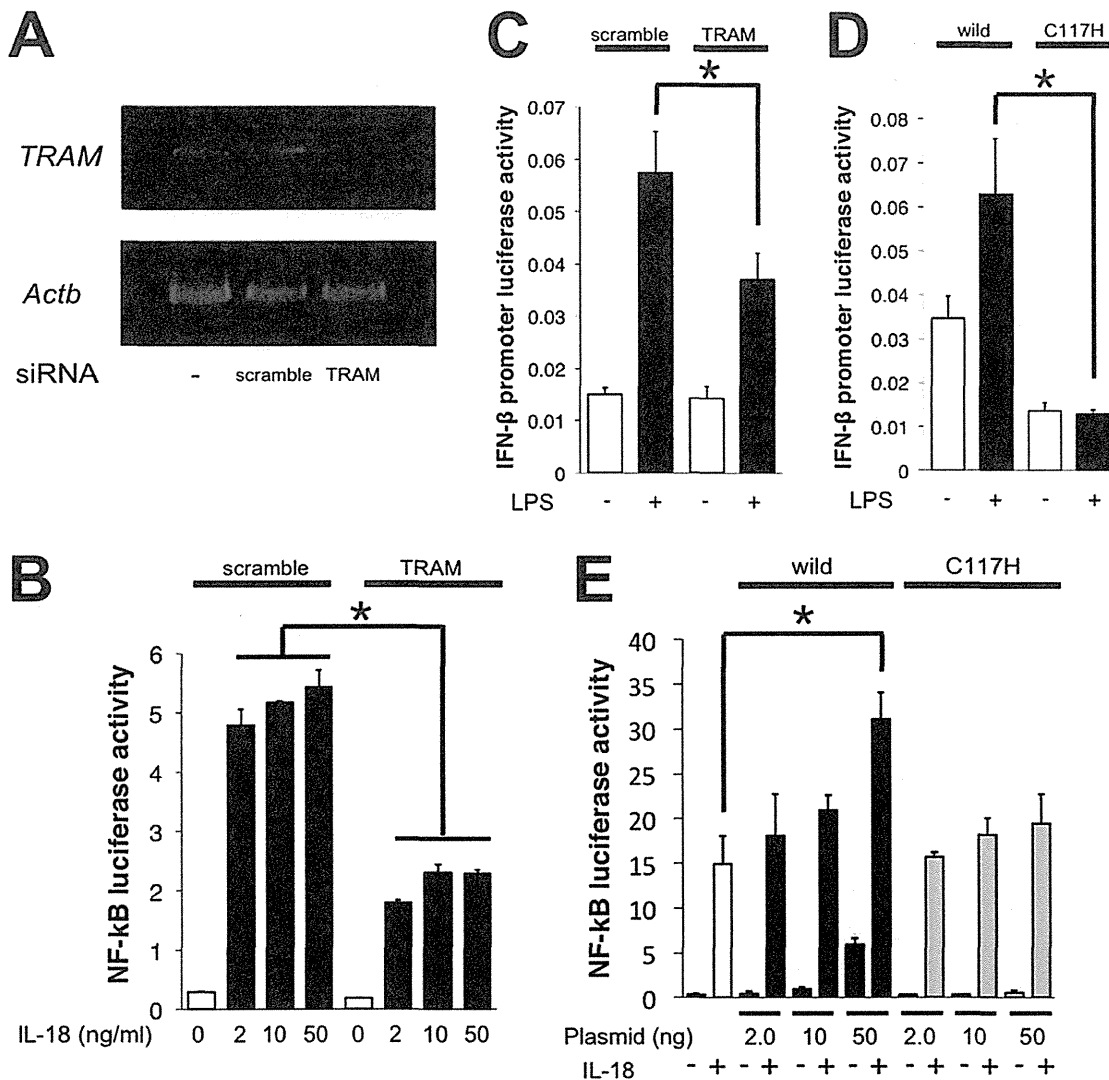 A
TRAM
Actb
siRNA - scramble TRAM
C
scramble TRAM
*
IFN-β promoter luciferase activity
0.07
0.06
0.05
0.04
0.03
0.02
0.01
0
LPS - + - +
D
wild C117H
*
IFN-β promoter luciferase activity
0.08
0.07
0.06
0.05
0.04
0.03
0.02
0.01
0
LPS - + - +
B
scramble TRAM
*
NF-kB luciferase activity
6
5
4
3
2
1
0
IL-18 (ng/ml) 0 2 10 50 0 2 10 50
E
wild C117H
*
NF-kB luciferase activity
40
35
30
25
20
15
10
5
0
Plasmid (ng) 2.0 10 50 2.0 10 50
IL-18 - + - + - + - + - + - + - +